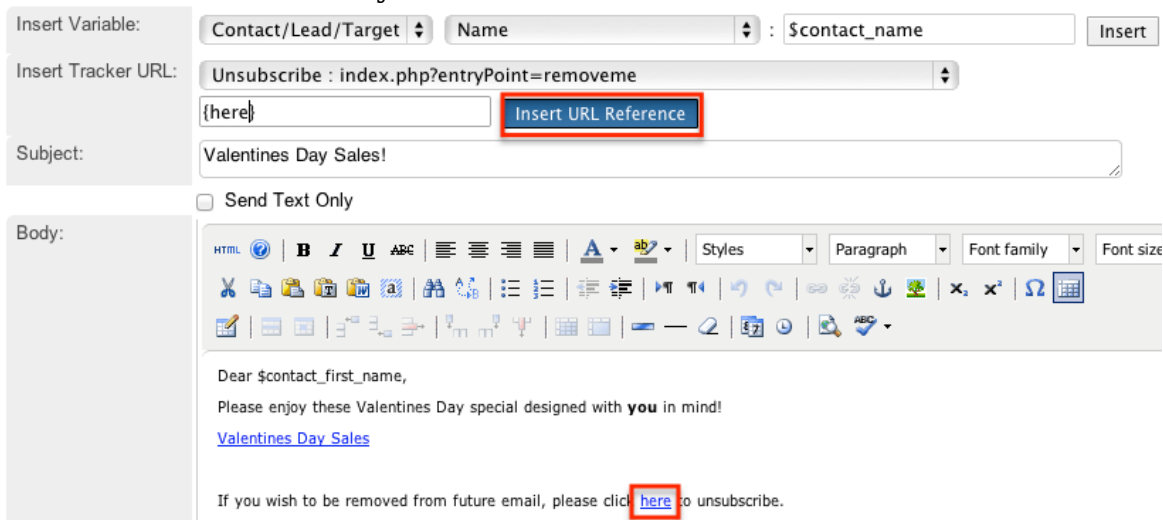 Insert Variable: Contact/Lead/Target Name : $contact_name Insert
Insert Tracker URL: Unsubscribe : index.php?entryPoint=removeme
{here} Insert URL Reference
Subject: Valentines Day Sales!
Send Text Only
Body:
HTML B I U ABC A ab Styles Paragraph Font family Font size
Dear $contact_first_name,
Please enjoy these Valentines Day special designed with you in mind!
Valentines Day Sales
If you wish to be removed from future email, please click here to unsubscribe.